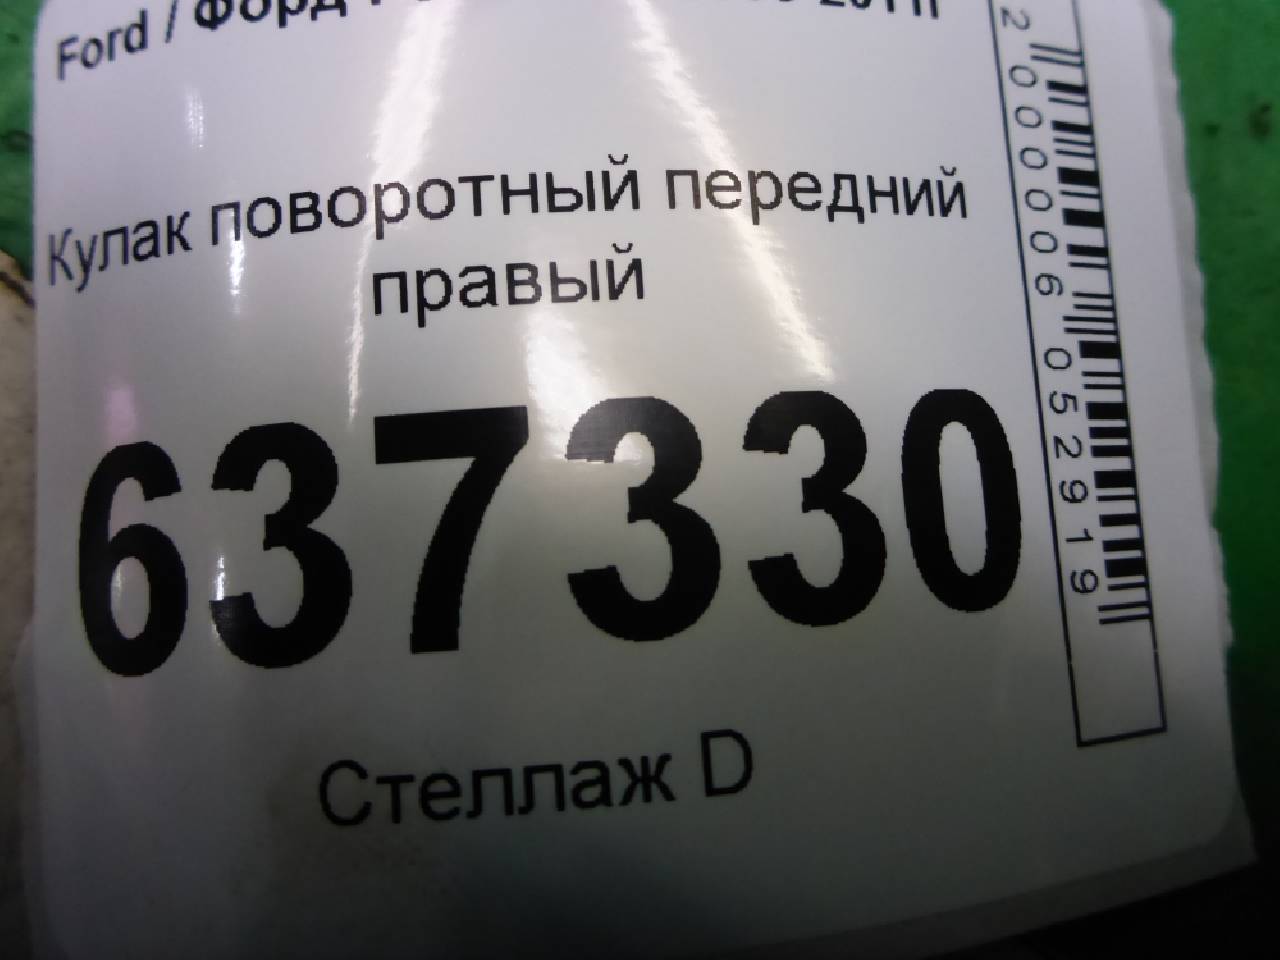 Ford / Форд
Кулак поворотный передний
правый
637330
Стеллаж D
2000006052919